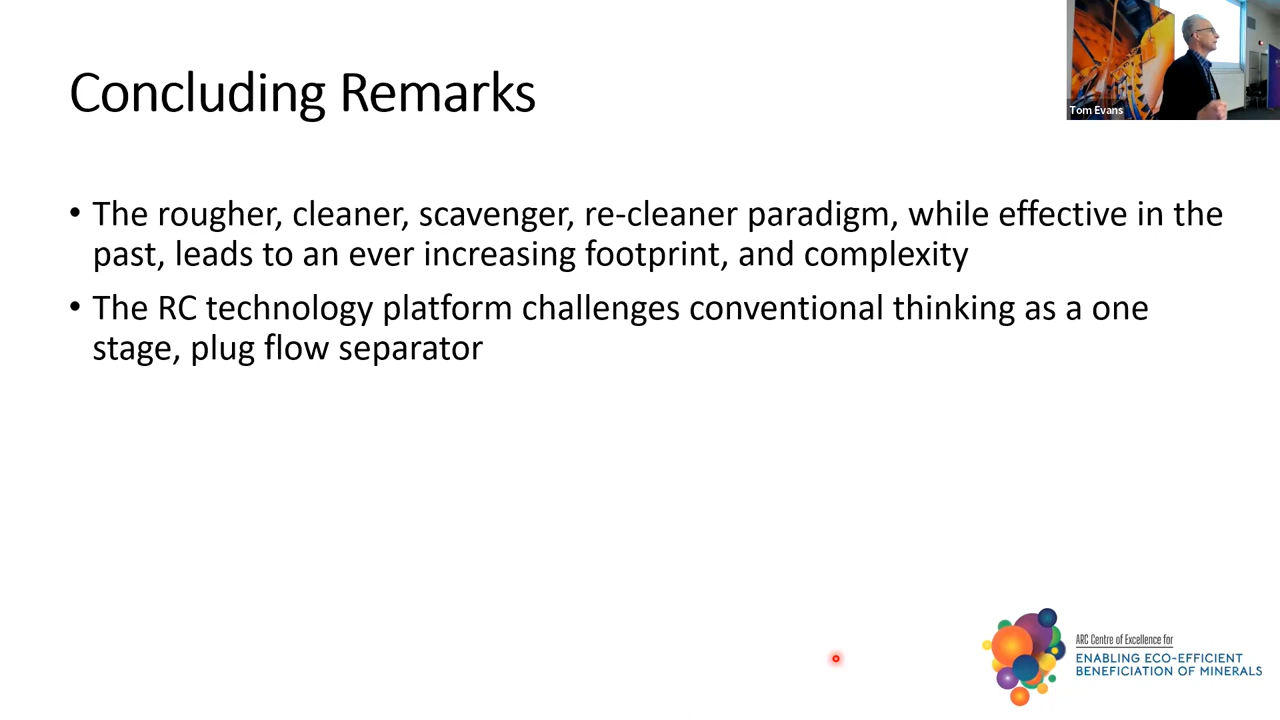 Concluding Remarks
Tom Evans
• The rougher, cleaner, scavenger, re-cleaner paradigm, while effective in the
past, leads to an ever increasing footprint, and complexity
• The RC technology platform challenges conventional thinking as a one
stage, plug flow separator
ARC Centre of Excellence for
ENABLING ECO-EFFICIENT
BENEFICIATION OF MINERALS